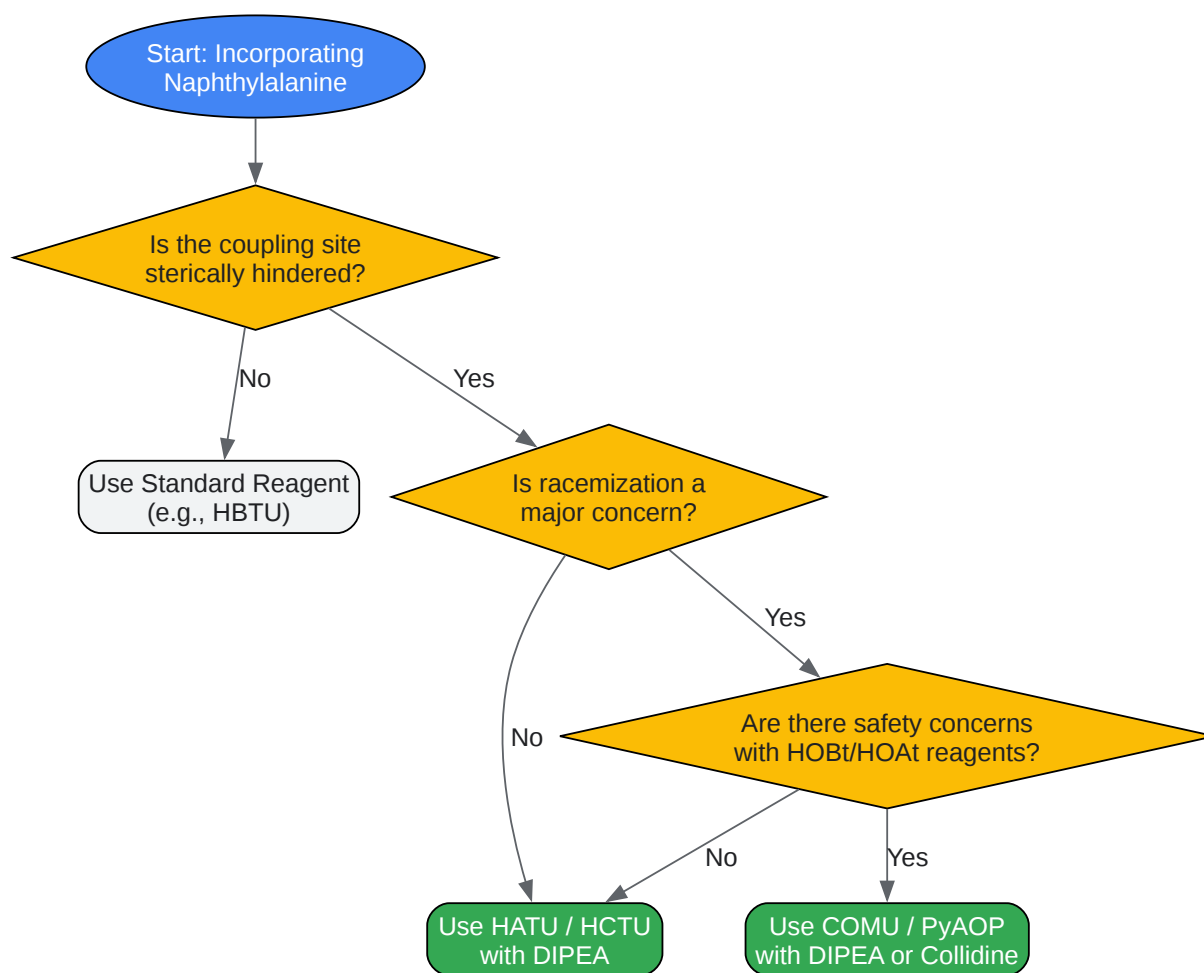 Start: Incorporating
Naphthylalanine
Is the coupling site
sterically hindered?
No
Yes
Use Standard Reagent
(e.g., HBTU)
Is racemization a
major concern?
Yes
No
Are there safety concerns
with HOBt/HOAt reagents?
No
Yes
Use HATU / HCTU
with DIPEA
Use COMU / PyAOP
with DIPEA or Collidine